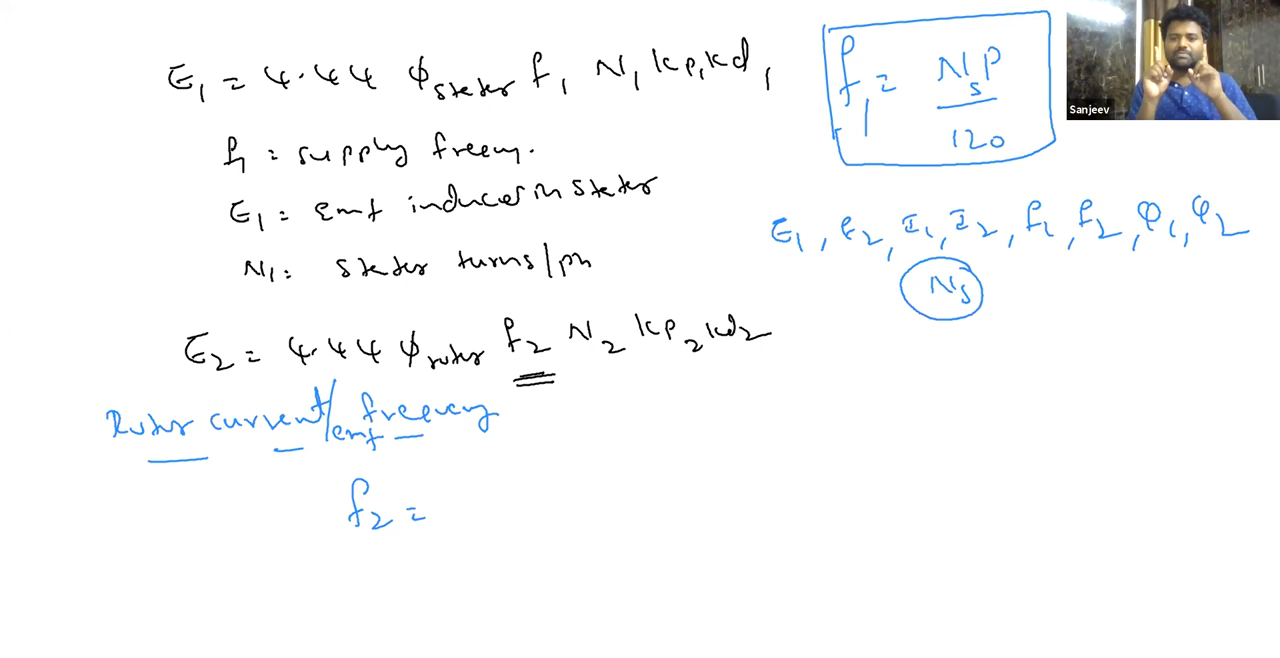 E₁ = 4.44 ϕstator f₁ N₁ kp₁ kd₁
f₁ = NsP / 120
Sanjeev
f₁ = supply freqn.
E₁ = Emf induced in stator
N₁ = stator turns/ph
E₁, E₂, I₁, I₂, f₁, f₂, φ₁, φ₂
Ns
E₂ = 4.44 ϕrotor f₂ N₂ kp₂ kd₂
Rotor current/emf freqency
f₂ =